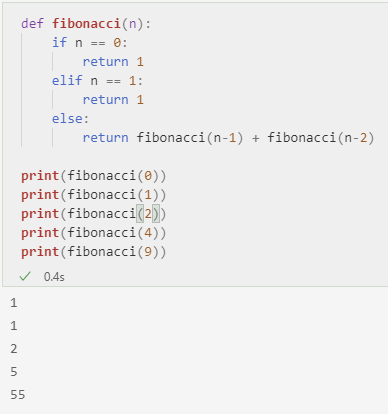 def fibonacci(n):
    if n == 0:
        return 1
    elif n == 1:
        return 1
    else:
        return fibonacci(n-1) + fibonacci(n-2)

print(fibonacci(0))
print(fibonacci(1))
print(fibonacci(2))
print(fibonacci(4))
print(fibonacci(9))
0.4s
1
1
2
5
55